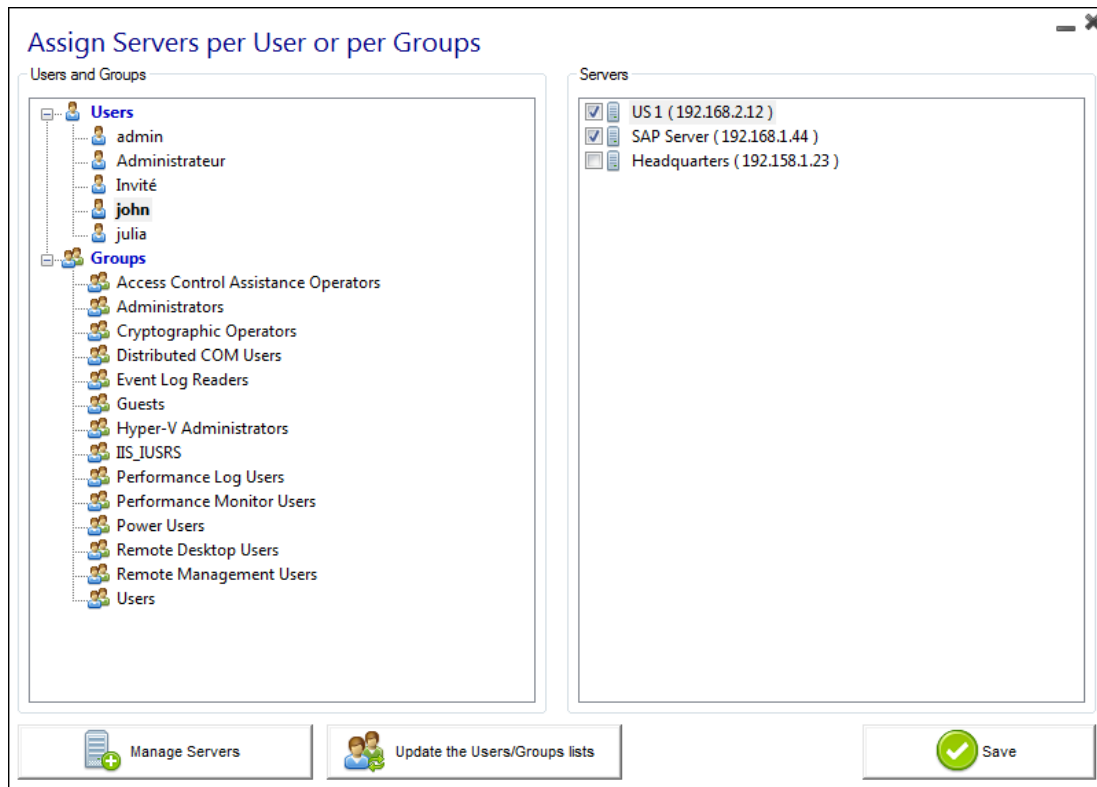 Assign Servers per User or per Groups
Users and Groups
Users
admin
Administrateur
Invité
john
julia
Groups
Access Control Assistance Operators
Administrators
Cryptographic Operators
Distributed COM Users
Event Log Readers
Guests
Hyper-V Administrators
IIS_IUSRS
Performance Log Users
Performance Monitor Users
Power Users
Remote Desktop Users
Remote Management Users
Users
Servers
US 1 ( 192.168.2.12 )
SAP Server ( 192.168.1.44 )
Headquarters ( 192.158.1.23 )
Manage Servers
Update the Users/Groups lists
Save